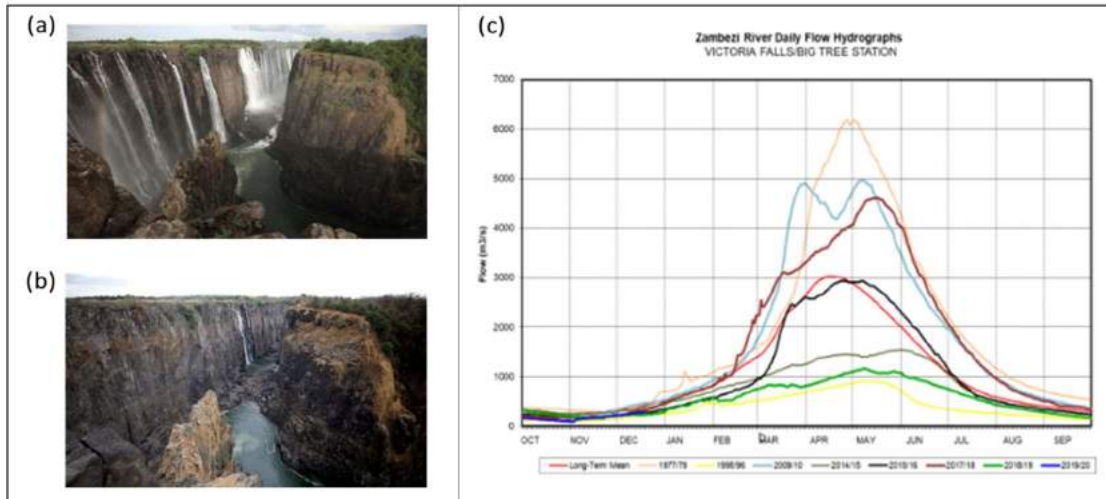 (a)
(b)
(c)
Zambezi River Daily Flow Hydrographs
VICTORIA FALLS/BIG TREE STATION
Flow (m3/s)
7000
6000
5000
4000
3000
2000
1000
0
OCT NOV DEC JAN FEB MAR APR MAY JUN JUL AUG SEP
Long-Term Mean 1977/78 1995/96 2009/10 2014/15 2015/16 2017/18 2018/19 2019/20